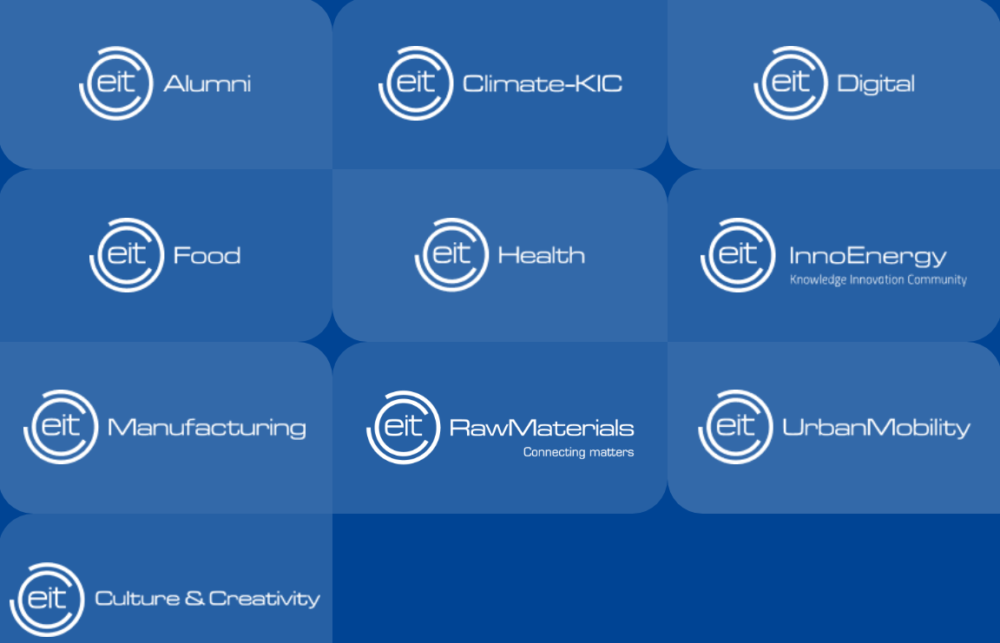 eit Alumni
eit Climate-KIC
eit Digital
eit Food
eit Health
eit InnoEnergy
Knowledge Innovation Community
eit Manufacturing
eit RawMaterials
Connecting matters
eit UrbanMobility
eit Culture & Creativity